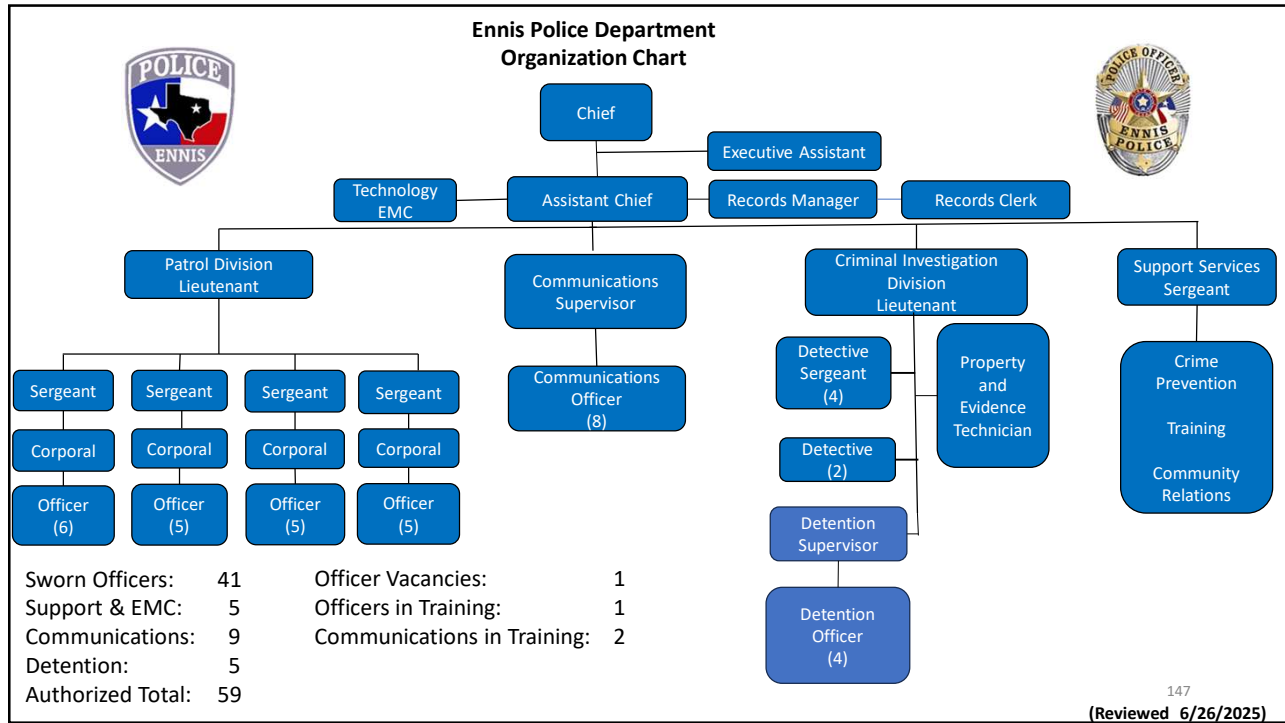 Ennis Police Department
Organization Chart
POLICE
ENNIS
POLICE OFFICER
ENNIS
POLICE
Chief
Executive Assistant
Technology
EMC
Assistant Chief
Records Manager
Records Clerk
Patrol Division
Lieutenant
Communications
Supervisor
Criminal Investigation
Division
Lieutenant
Support Services
Sergeant
Sergeant
Sergeant
Sergeant
Sergeant
Corporal
Corporal
Corporal
Corporal
Officer
(6)
Officer
(5)
Officer
(5)
Officer
(5)
Communications
Officer
(8)
Detective
Sergeant
(4)
Property
and
Evidence
Technician
Detective
(2)
Detention
Supervisor
Detention
Officer
(4)
Crime
Prevention
Training
Community
Relations
Sworn Officers: 41
Support & EMC: 5
Communications: 9
Detention: 5
Authorized Total: 59
Officer Vacancies: 1
Officers in Training: 1
Communications in Training: 2
147
(Reviewed 6/26/2025)